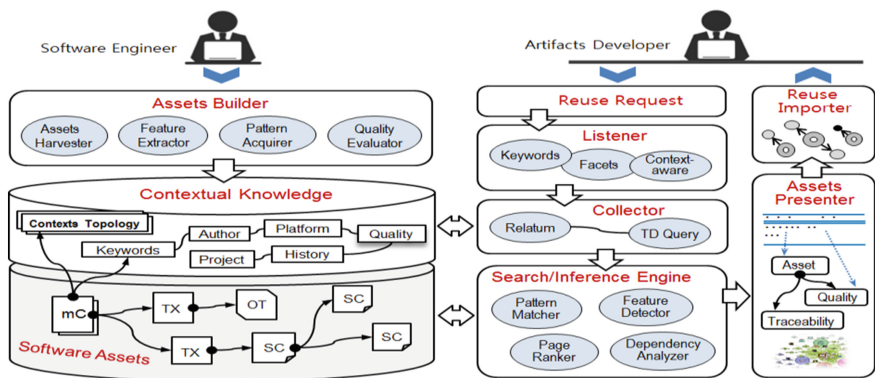 Software Engineer
Artifacts Developer
Assets Builder
Assets
Harvester
Feature
Extractor
Pattern
Acquirer
Quality
Evaluator
Contextual Knowledge
Contexts Topology
Keywords
Author
Platform
Quality
Project
History
mC
TX
OT
SC
TX
SC
SC
Software Assets
Reuse Request
Listener
Keywords
Facets
Context-
aware
Collector
Relatum
TD Query
Search/Inference Engine
Pattern
Matcher
Feature
Detector
Page
Ranker
Dependency
Analyzer
Reuse
Importer
Assets
Presenter
Asset
Quality
Traceability